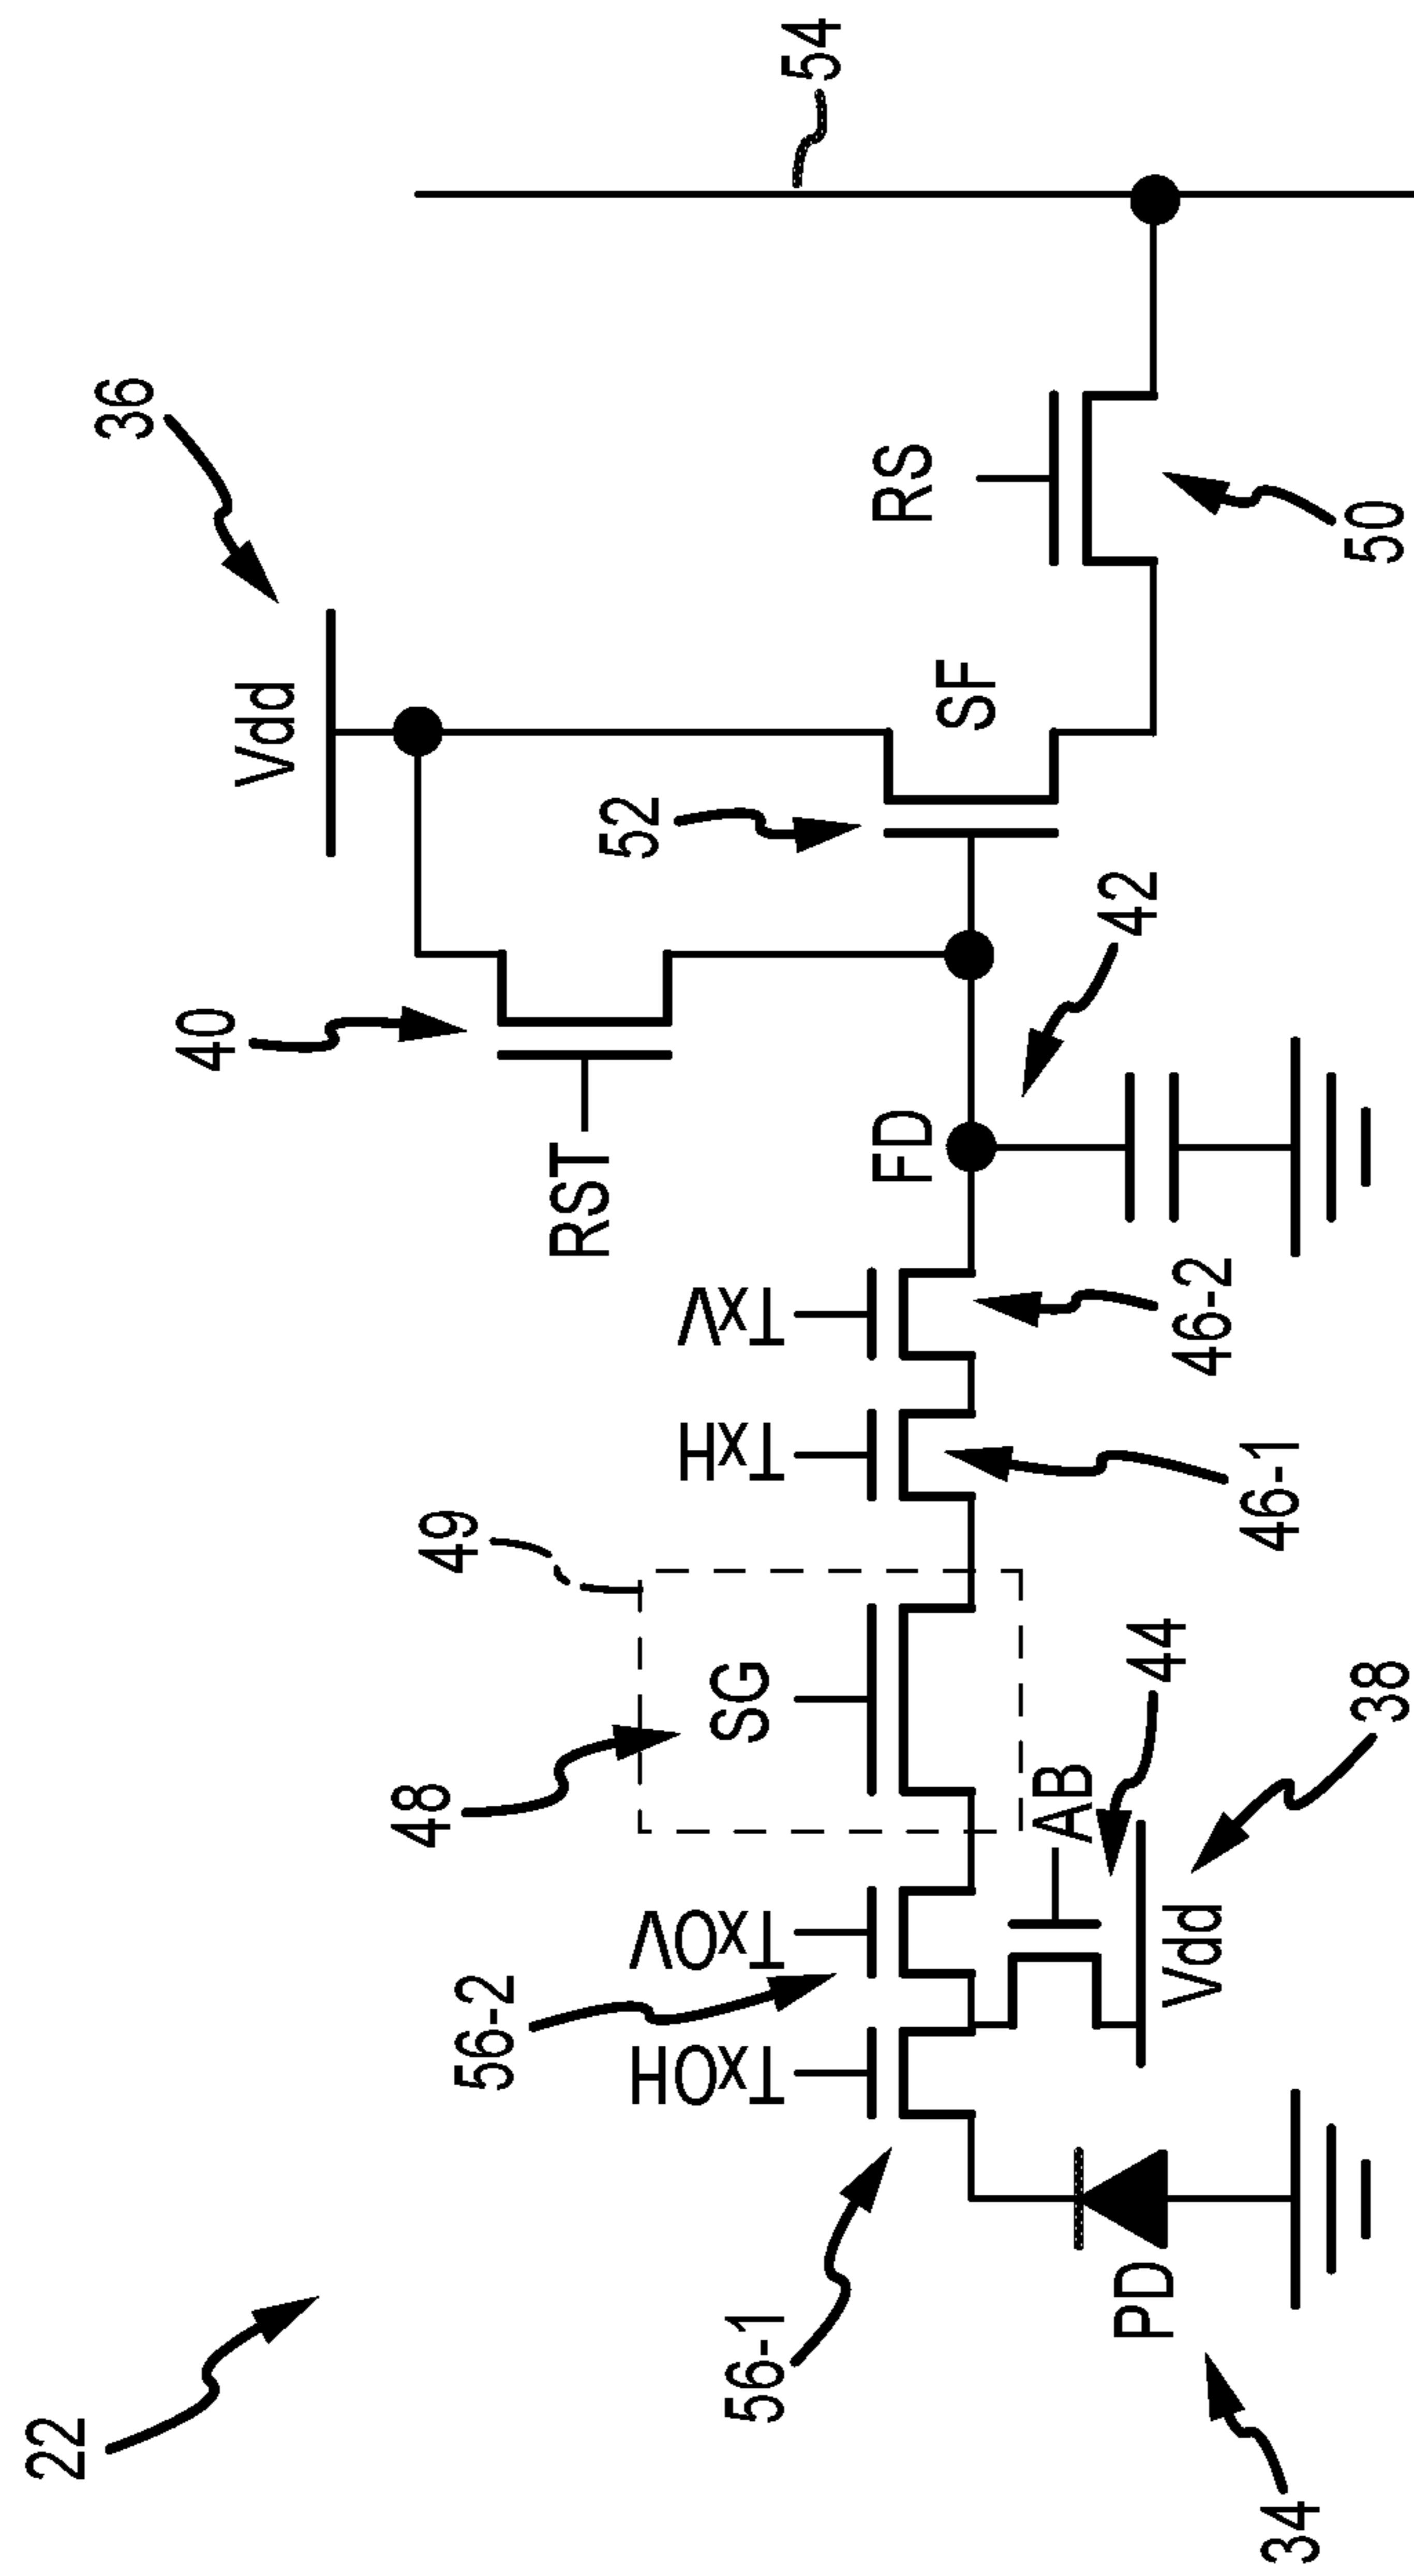 22
36
Vdd
54
40
RST
52
SF
RS
50
FD
42
TxV
46-2
TxH
46-1
49
48
SG
44
AB
38
Vdd
TxOV
56-2
TxOH
56-1
PD
34